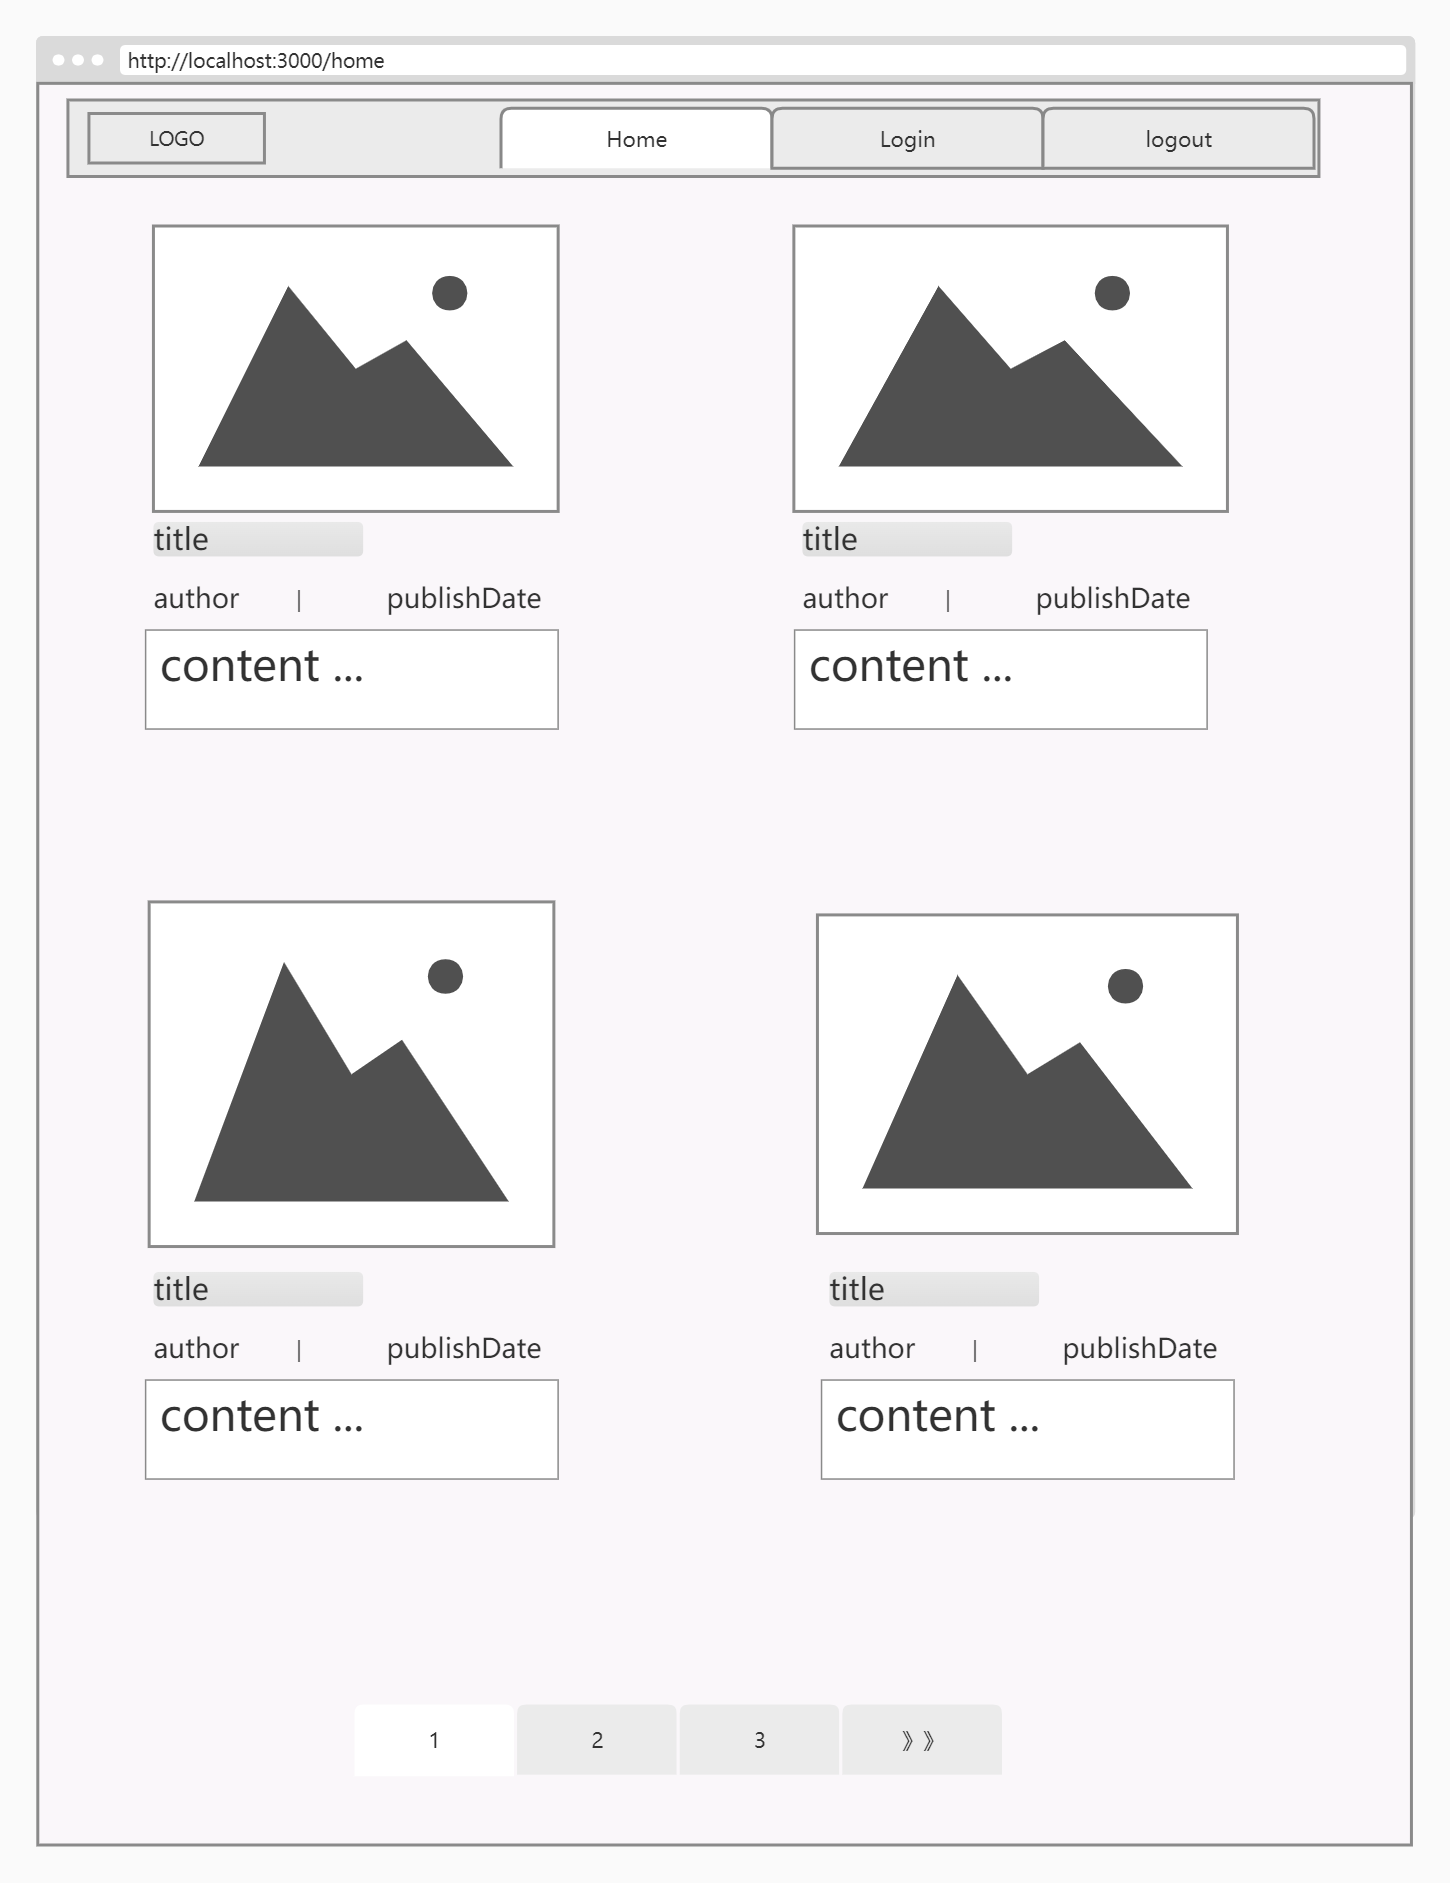 http://localhost:3000/home
LOGO
Home
Login
logout
title
author | publishDate
content ...
title
author | publishDate
content ...
title
author | publishDate
content ...
title
author | publishDate
content ...
1
2
3
》》